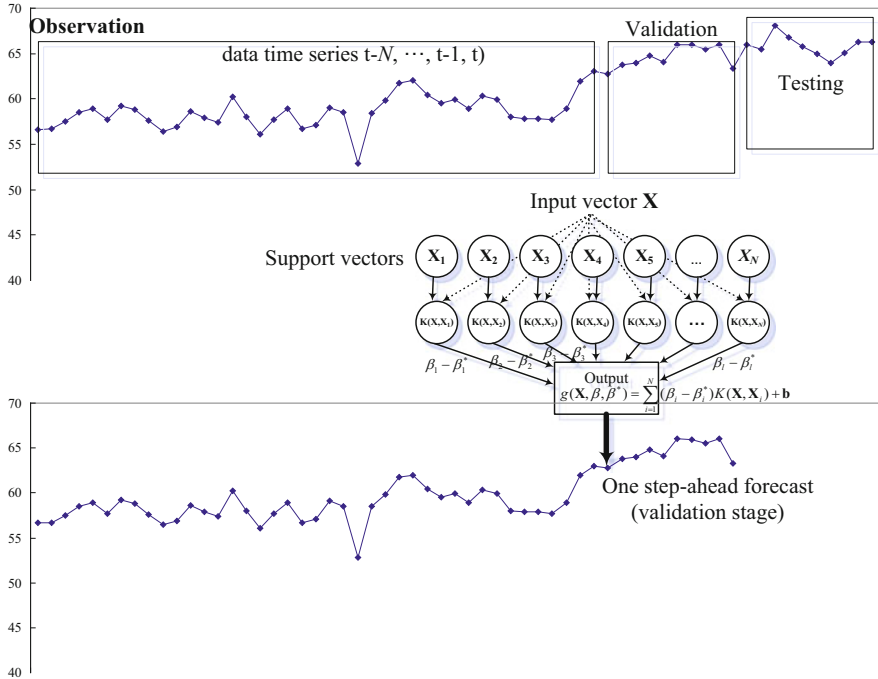 70
Observation
Validation
data time series t-N, ⋯, t-1, t)
65
Testing
60
55
50
Input vector X
45
Support vectors
X1 X2 X3 X4 X5 ... XN
40
K(X,X1) K(X,X2) K(X,X3) K(X,X4) K(X,X5) ... K(X,XN)
β1 − β1* β2 − β2* β3 − β3* βl − βl*
Output
g(X, β, β*) = ∑_{i=1}^{N} (βi − βi*)K(X, Xi) + b
70
65
60
One step-ahead forecast
(validation stage)
55
50
45
40